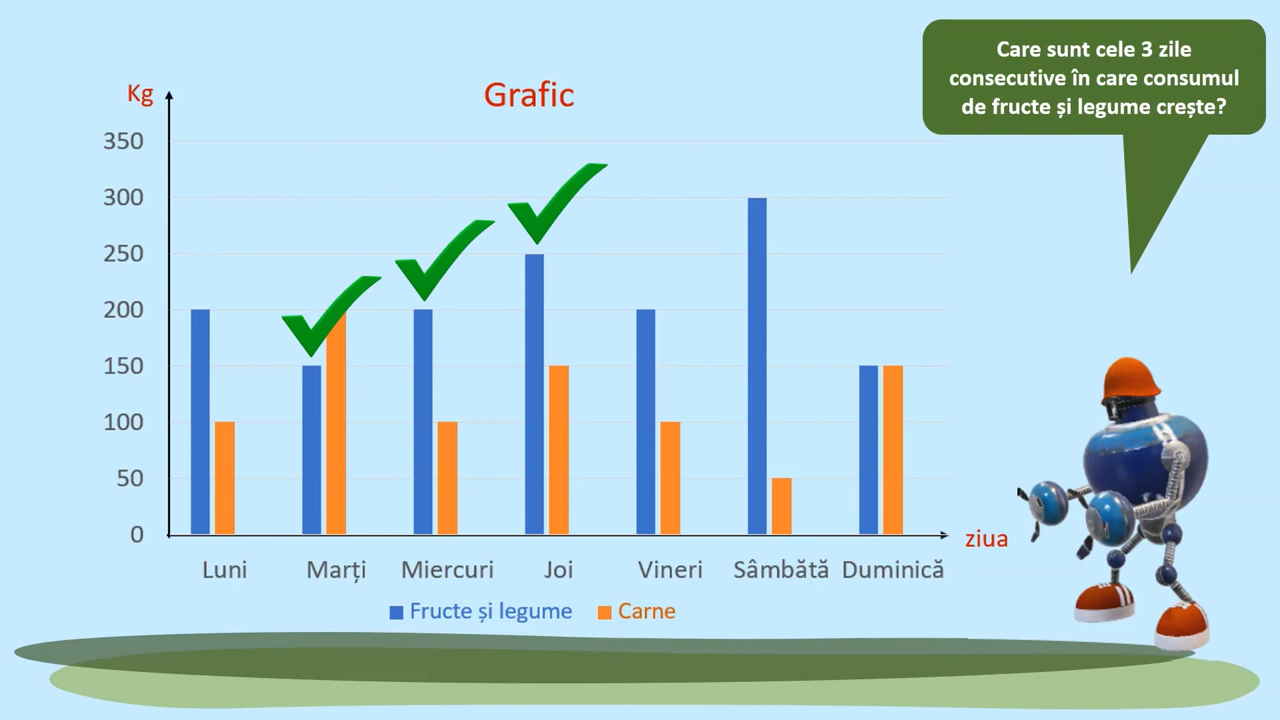 Care sunt cele 3 zile
consecutive în care consumul
de fructe și legume crește?
Grafic
Kg
350
300
250
200
150
100
50
0
ziua
Luni Marți Miercuri Joi Vineri Sâmbătă Duminică
Fructe și legume Carne